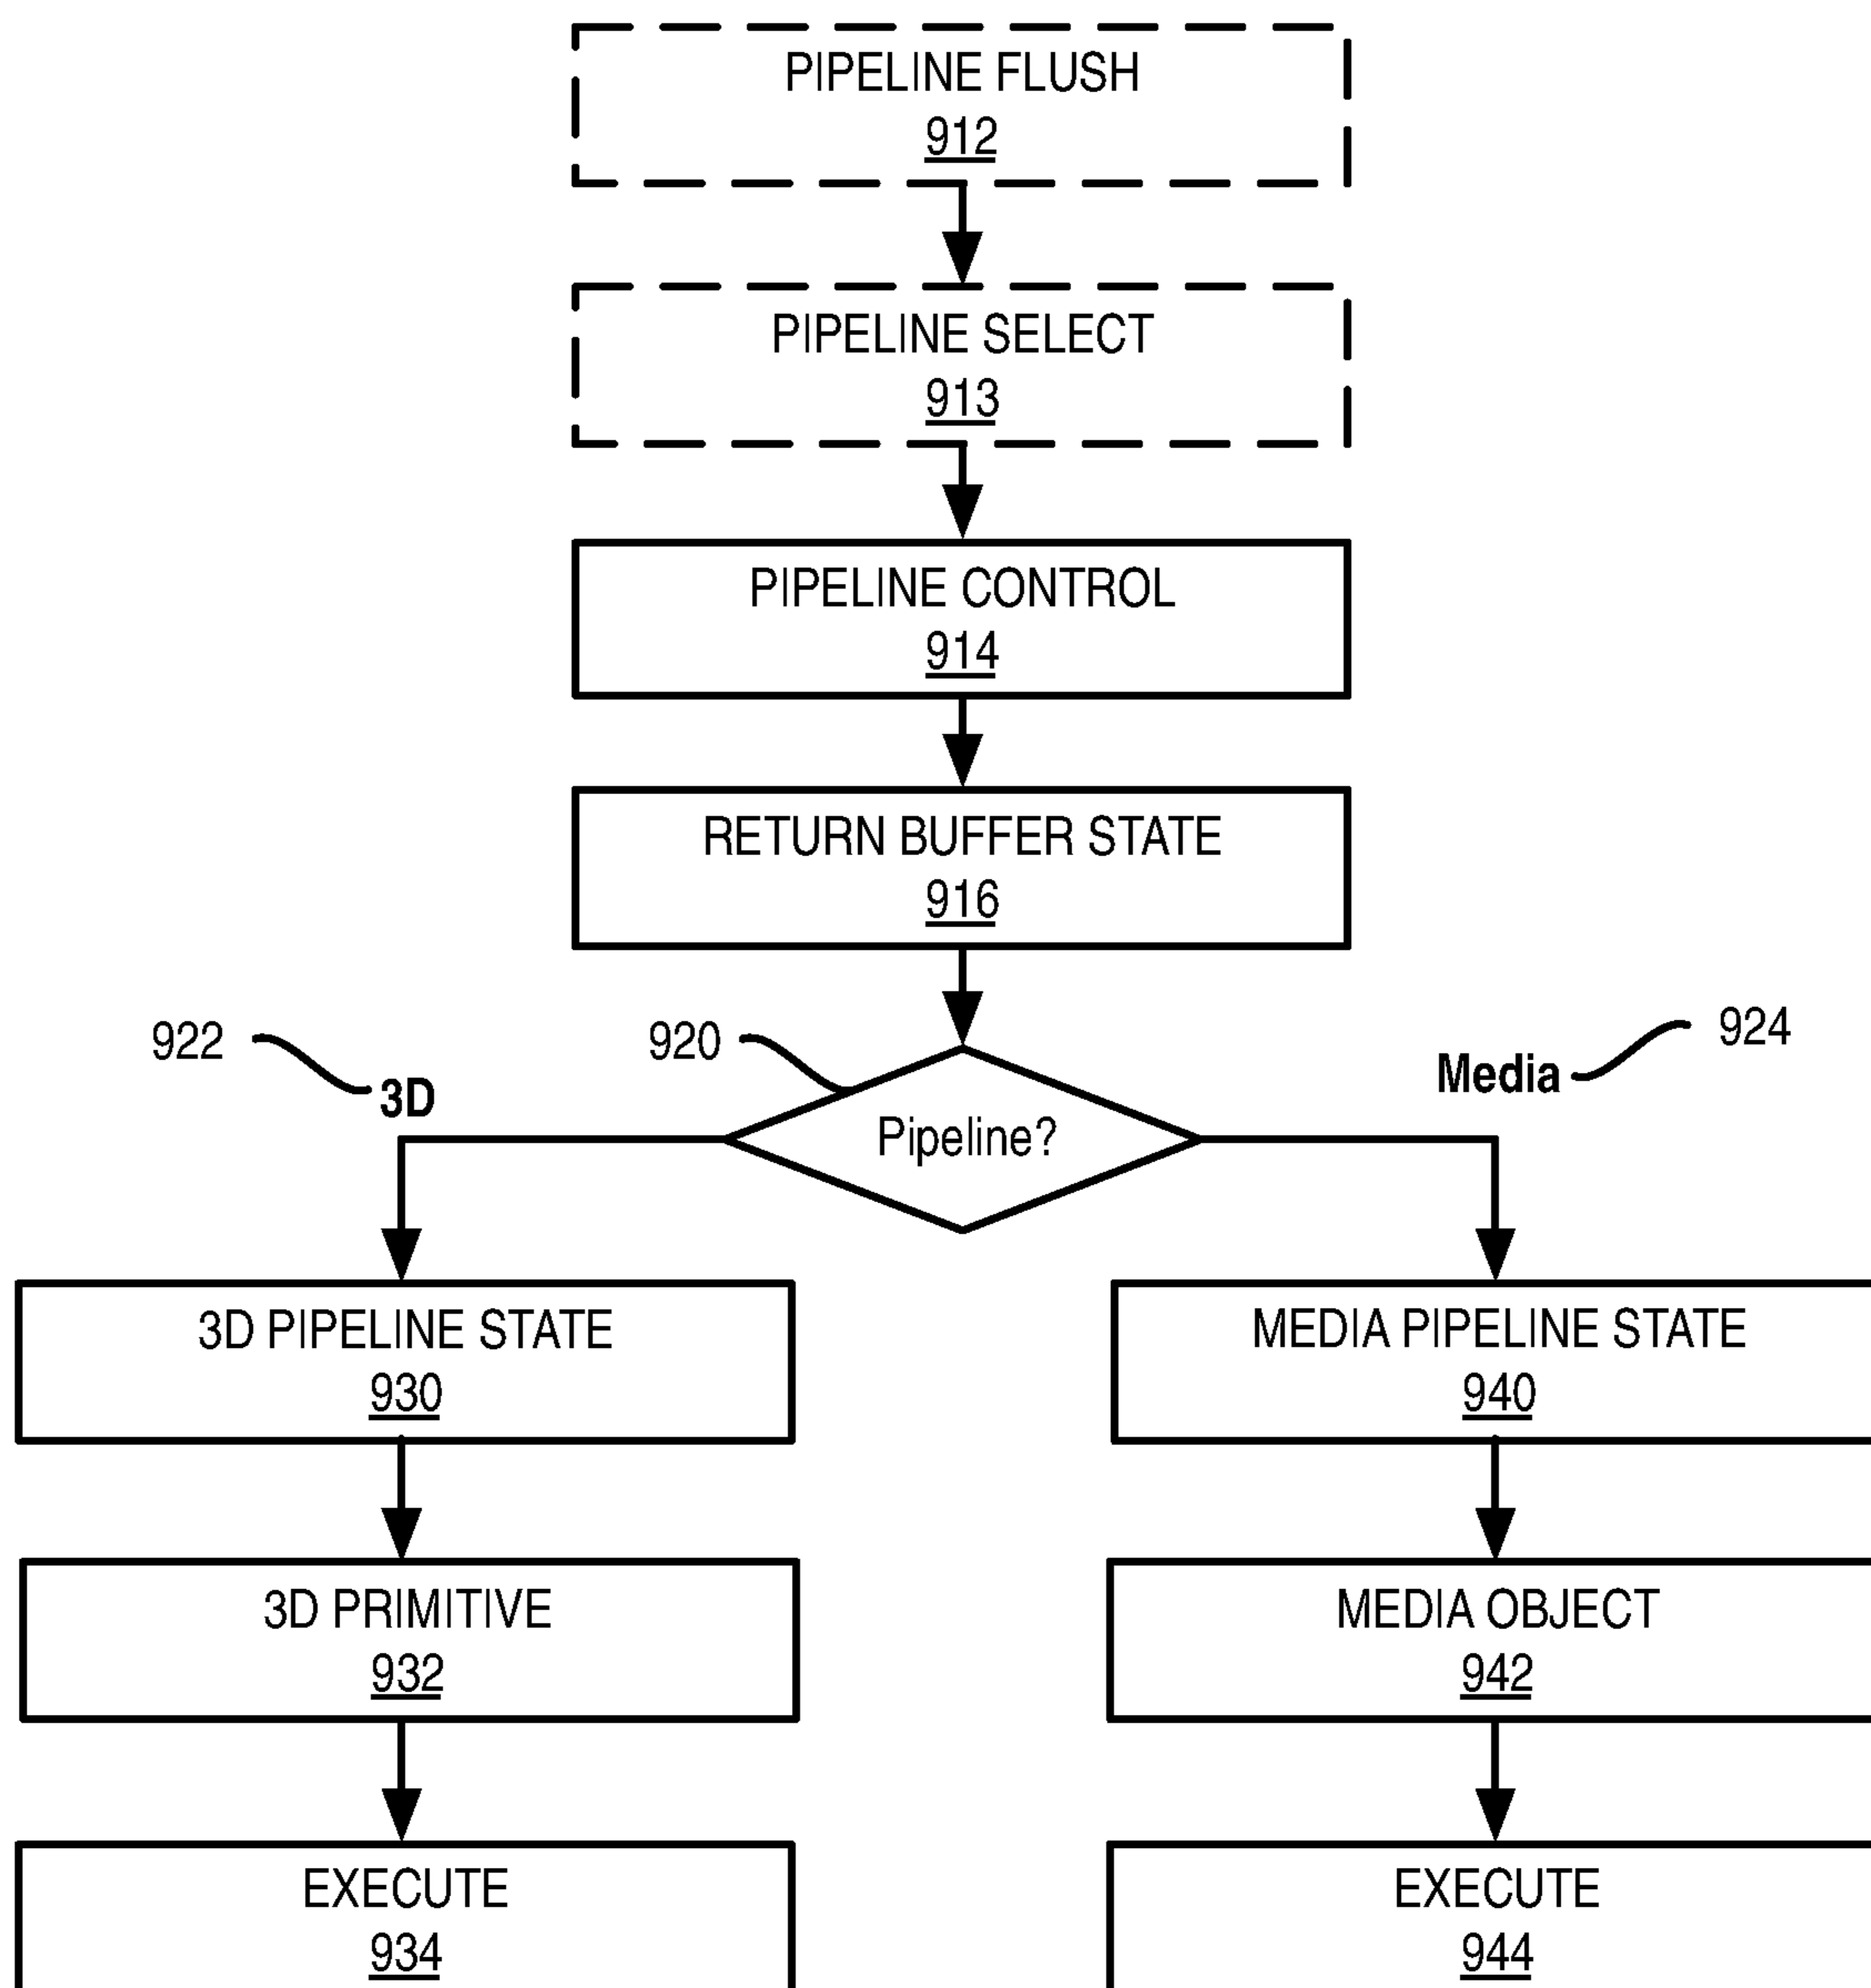 PIPELINE FLUSH
912
PIPELINE SELECT
913
PIPELINE CONTROL
914
RETURN BUFFER STATE
916
922
920
924
3D
Media
Pipeline?
3D PIPELINE STATE
930
MEDIA PIPELINE STATE
940
3D PRIMITIVE
932
MEDIA OBJECT
942
EXECUTE
934
EXECUTE
944